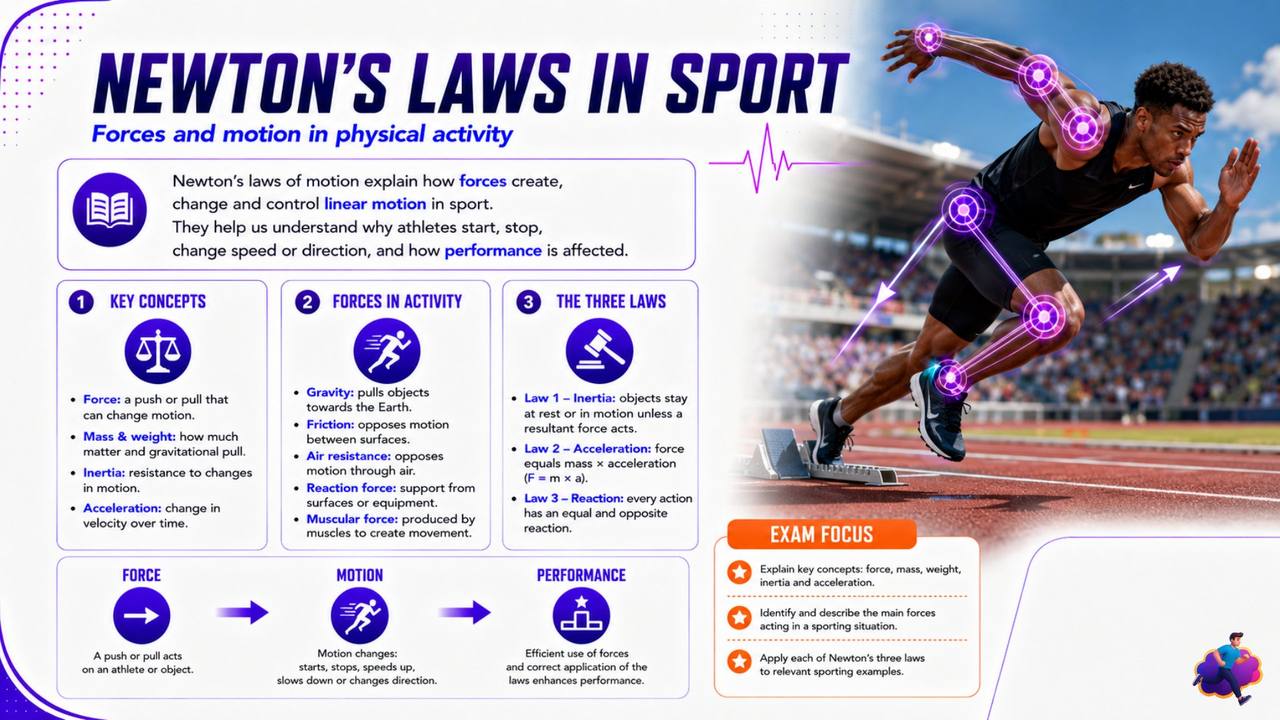 NEWTON'S LAWS IN SPORT
Forces and motion in physical activity
Newton's laws of motion explain how forces create,
change and control linear motion in sport.
They help us understand why athletes start, stop,
change speed or direction, and how performance is affected.
1 KEY CONCEPTS
• Force: a push or pull that
can change motion.
• Mass & weight: how much
matter and gravitational pull.
• Inertia: resistance to changes
in motion.
• Acceleration: change in
velocity over time.
2 FORCES IN ACTIVITY
• Gravity: pulls objects
towards the Earth.
• Friction: opposes motion
between surfaces.
• Air resistance: opposes
motion through air.
• Reaction force: support from
surfaces or equipment.
• Muscular force: produced by
muscles to create movement.
3 THE THREE LAWS
• Law 1 – Inertia: objects stay
at rest or in motion unless a
resultant force acts.
• Law 2 – Acceleration: force
equals mass × acceleration
(F = m × a).
• Law 3 – Reaction: every action
has an equal and opposite
reaction.
FORCE
A push or pull acts
on an athlete or object.
MOTION
Motion changes:
starts, stops, speeds up,
slows down or changes direction.
PERFORMANCE
Efficient use of forces
and correct application of the
laws enhances performance.
EXAM FOCUS
Explain key concepts: force, mass, weight,
inertia and acceleration.
Identify and describe the main forces
acting in a sporting situation.
Apply each of Newton's three laws
to relevant sporting examples.